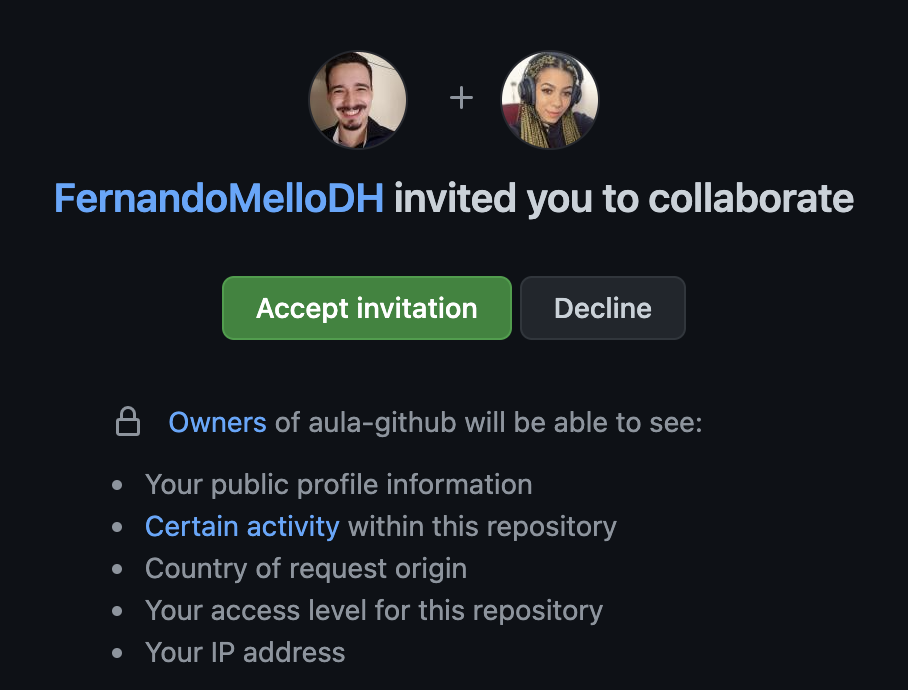 FernandoMelloDH invited you to collaborate
Accept invitation Decline
Owners of aula-github will be able to see:
• Your public profile information
• Certain activity within this repository
• Country of request origin
• Your access level for this repository
• Your IP address